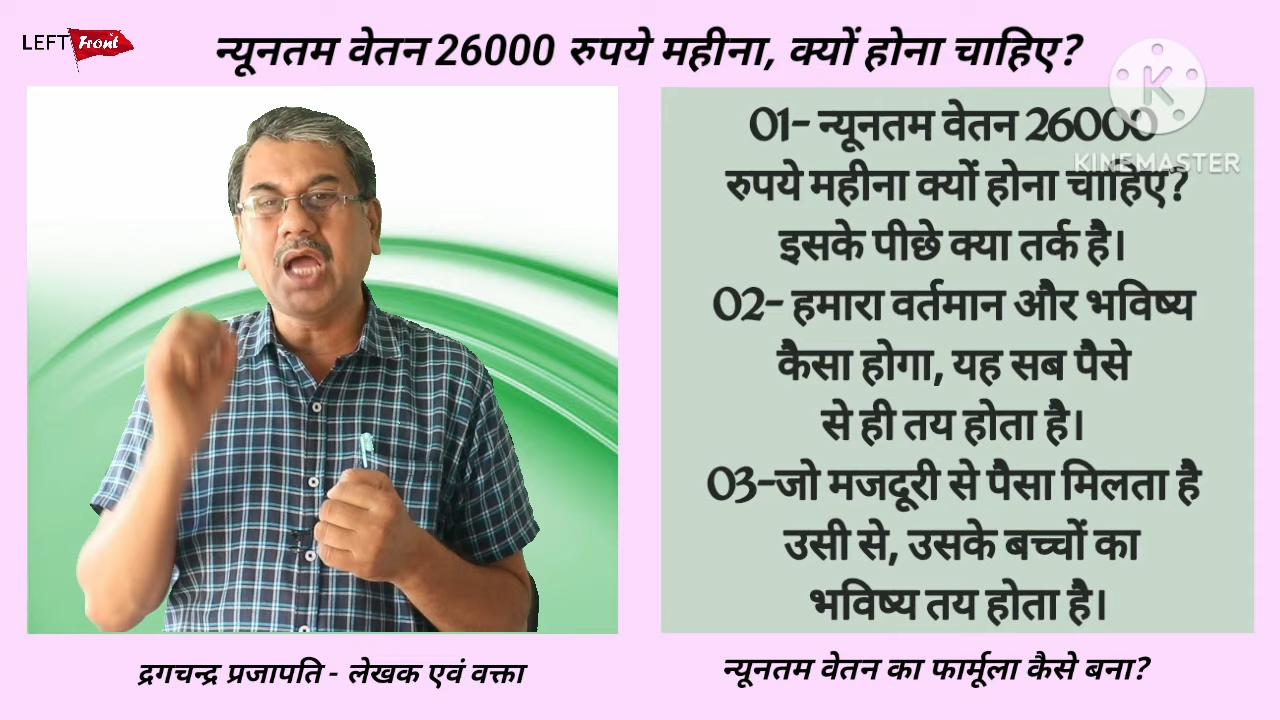 LEFT Front
न्यूनतम वेतन 26000 रुपये महीना, क्यों होना चाहिए?
01- न्यूनतम वेतन 26000
रुपये महीना क्यों होना चाहिए?
इसके पीछे क्या तर्क है।
02- हमारा वर्तमान और भविष्य
कैसा होगा, यह सब पैसे
से ही तय होता है।
03-जो मजदूरी से पैसा मिलता है
उसी से, उसके बच्चों का
भविष्य तय होता है।
K
KINEMASTER
द्रगचन्द्र प्रजापति - लेखक एवं वक्ता
न्यूनतम वेतन का फार्मूला कैसे बना?